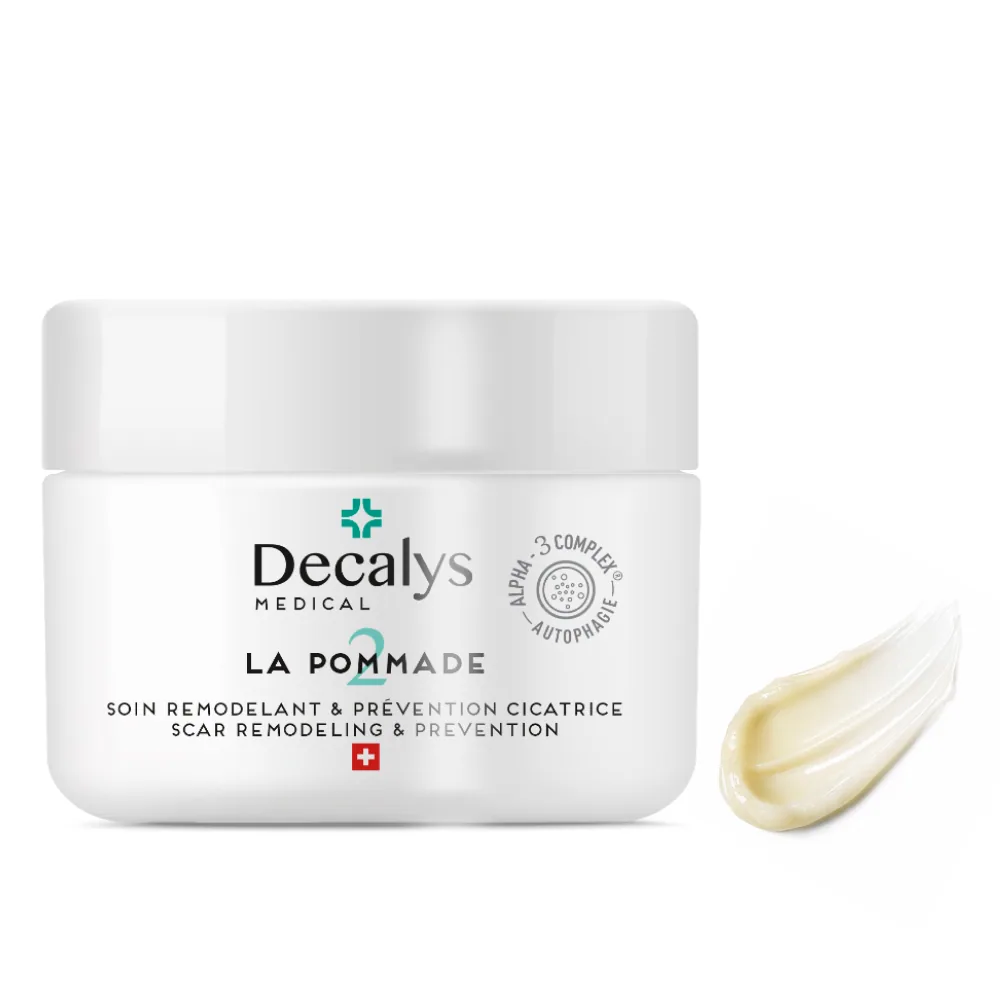 Decalys
MEDICAL
ALPHA-3 COMPLEX®
AUTOPHAGIE
2
LA POMMADE
SOIN REMODELANT & PRÉVENTION CICATRICE
SCAR REMODELING & PREVENTION